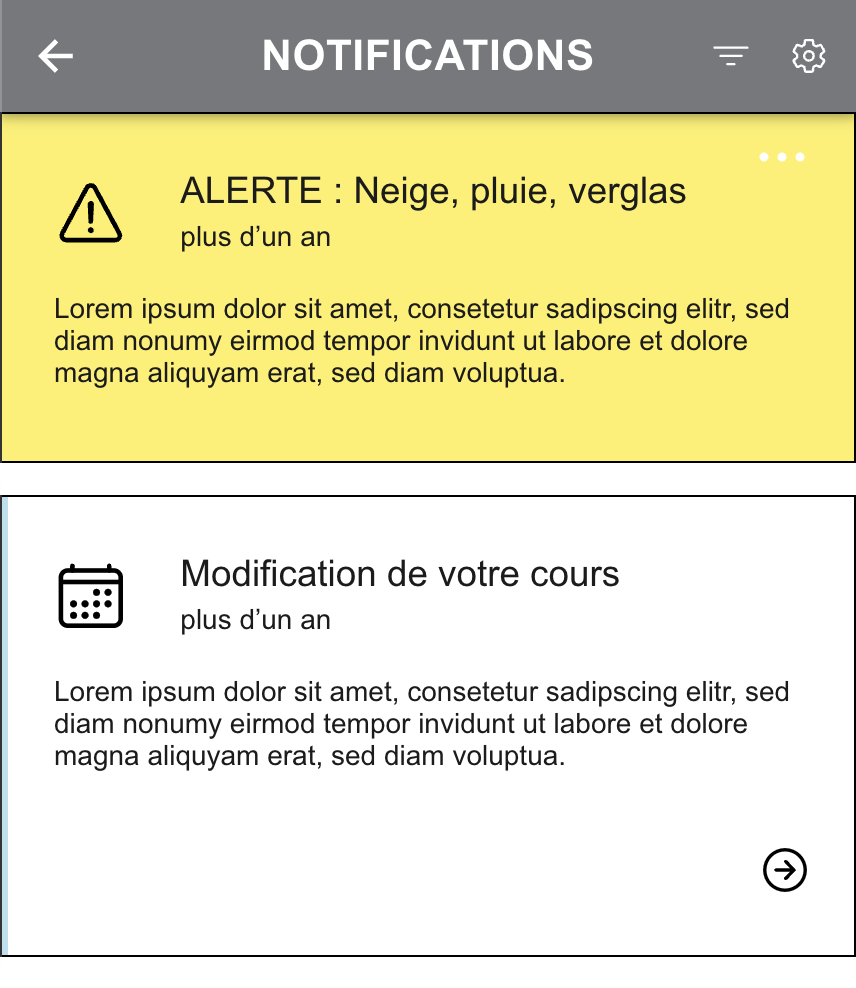 NOTIFICATIONS
ALERTE : Neige, pluie, verglas
plus d’un an
Lorem ipsum dolor sit amet, consetetur sadipscing elitr, sed
diam nonumy eirmod tempor invidunt ut labore et dolore
magna aliquyam erat, sed diam voluptua.
Modification de votre cours
plus d’un an
Lorem ipsum dolor sit amet, consetetur sadipscing elitr, sed
diam nonumy eirmod tempor invidunt ut labore et dolore
magna aliquyam erat, sed diam voluptua.